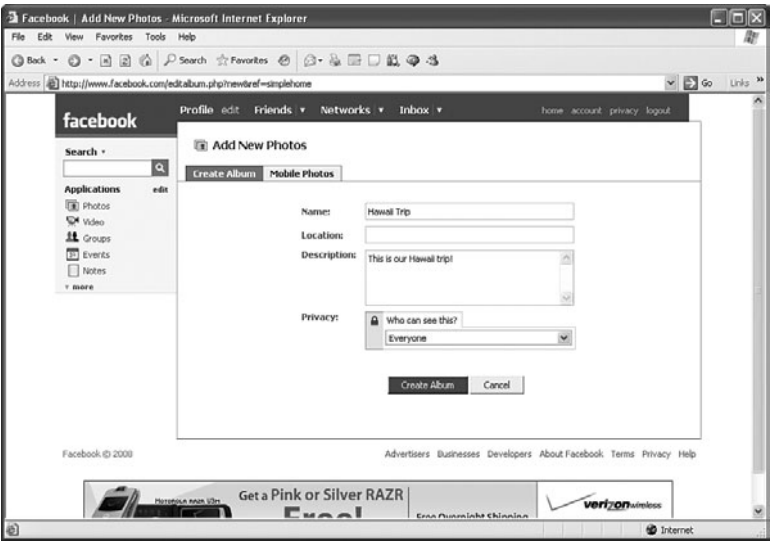 Facebook | Add New Photos - Microsoft Internet Explorer
File Edit View Favorites Tools Help
Back Search Favorites
Address http://www.facebook.com/editalbum.php?new&ref=simplehome Go Links »
facebook
Profile edit Friends Networks Inbox home account privacy logout
Search
Applications edit
Photos
Video
Groups
Events
Notes
more
Add New Photos
Create Album Mobile Photos
Name: Hawaii Trip
Location:
Description: This is our Hawaii trip!
Privacy: Who can see this?
Everyone
Create Album Cancel
Facebook © 2008 Advertisers Businesses Developers About Facebook Terms Privacy Help
Get a Pink or Silver RAZR
Free!
Free Overnight Shipping
verizonwireless
Internet